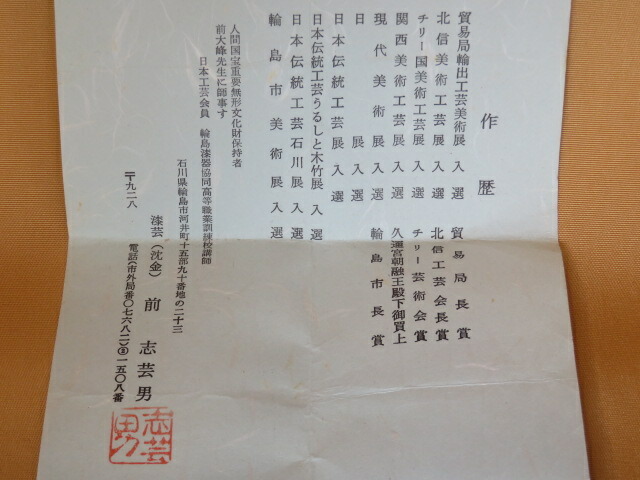 作歴
貿易局輸出工芸美術展 入選 貿易局長賞
北信美術工芸展 入選 北信工芸会長賞
チリー国美術工芸展 入選 チリー芸術会賞
関西美術工芸展 入選 久邇宮朝融王殿下御買上
現代美術展 入選 輪島市長賞
日展 入選
日本伝統工芸展 入選
日本伝統工芸うるしと木竹展 入選
日本伝統工芸石川展 入選
輪島市美術展 入選
人間国宝重要無形文化財保持者
前大峰先生に師事す
日本工芸会員 輪島漆器協同高等職業訓練校講師
石川県輪島市河井町十五部九十番地の二十三
〒九二八 電話(市外局番〇七六八二)②一五〇八番
漆芸(沈金) 前 志芸男
志芸男